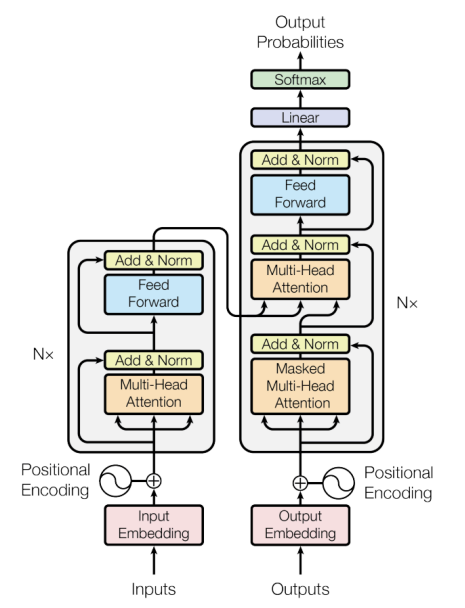 Output
Probabilities
Softmax
Linear
Add & Norm
Feed
Forward
Add & Norm
Multi-Head
Attention
Add & Norm
Masked
Multi-Head
Attention
N×
Add & Norm
Feed
Forward
N×
Add & Norm
Multi-Head
Attention
Positional
Encoding
Positional
Encoding
Input
Embedding
Output
Embedding
Inputs
Outputs